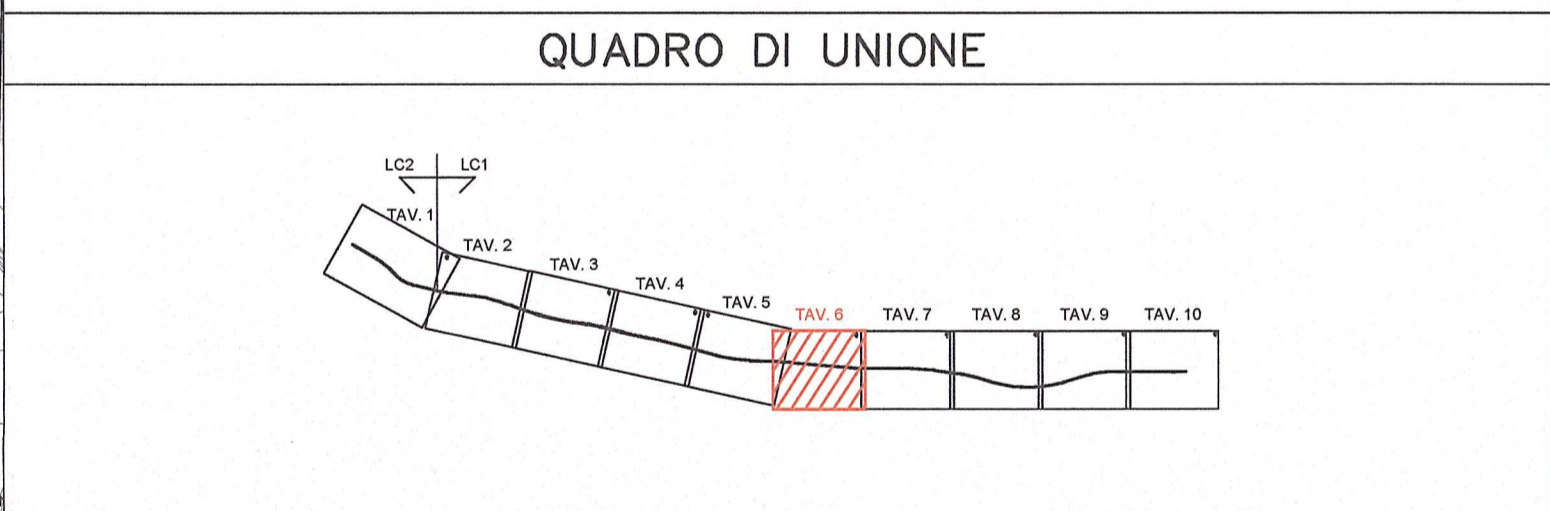 QUADRO DI UNIONE
LC2 LC1
TAV. 1
TAV. 2
TAV. 3
TAV. 4
TAV. 5
TAV. 6
TAV. 7
TAV. 8
TAV. 9
TAV. 10